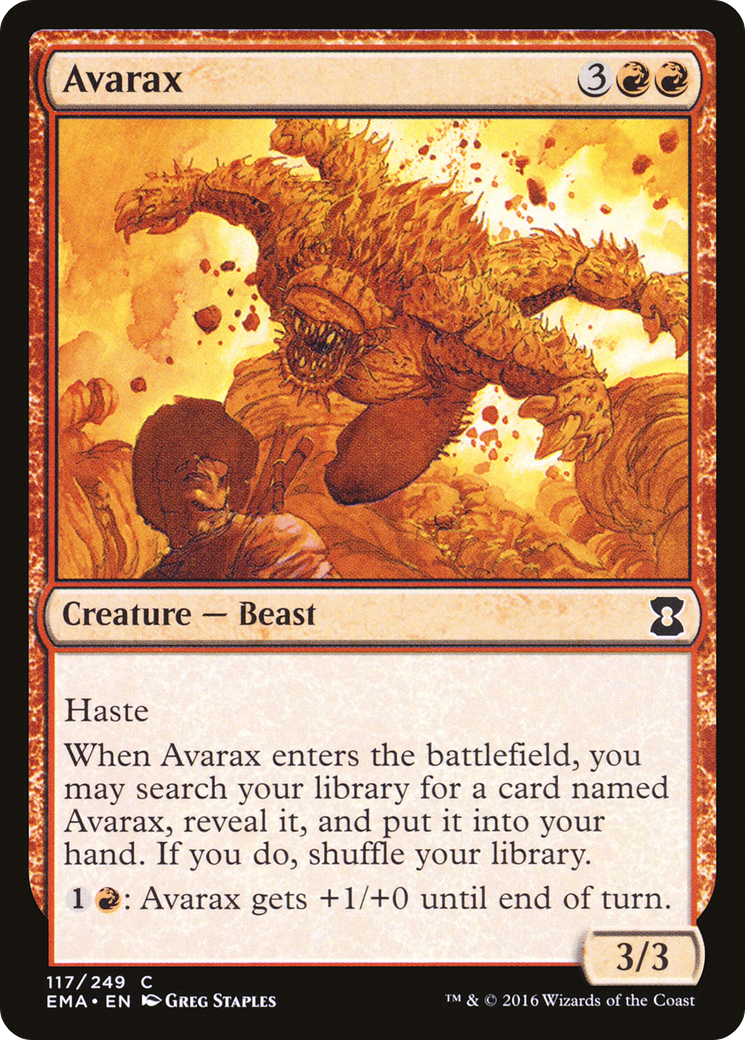 Avarax 3
Creature — Beast
Haste
When Avarax enters the battlefield, you
may search your library for a card named
Avarax, reveal it, and put it into your
hand. If you do, shuffle your library.
1 : Avarax gets +1/+0 until end of turn.
3/3
117/249 C
EMA • EN Greg Staples
™ & © 2016 Wizards of the Coast